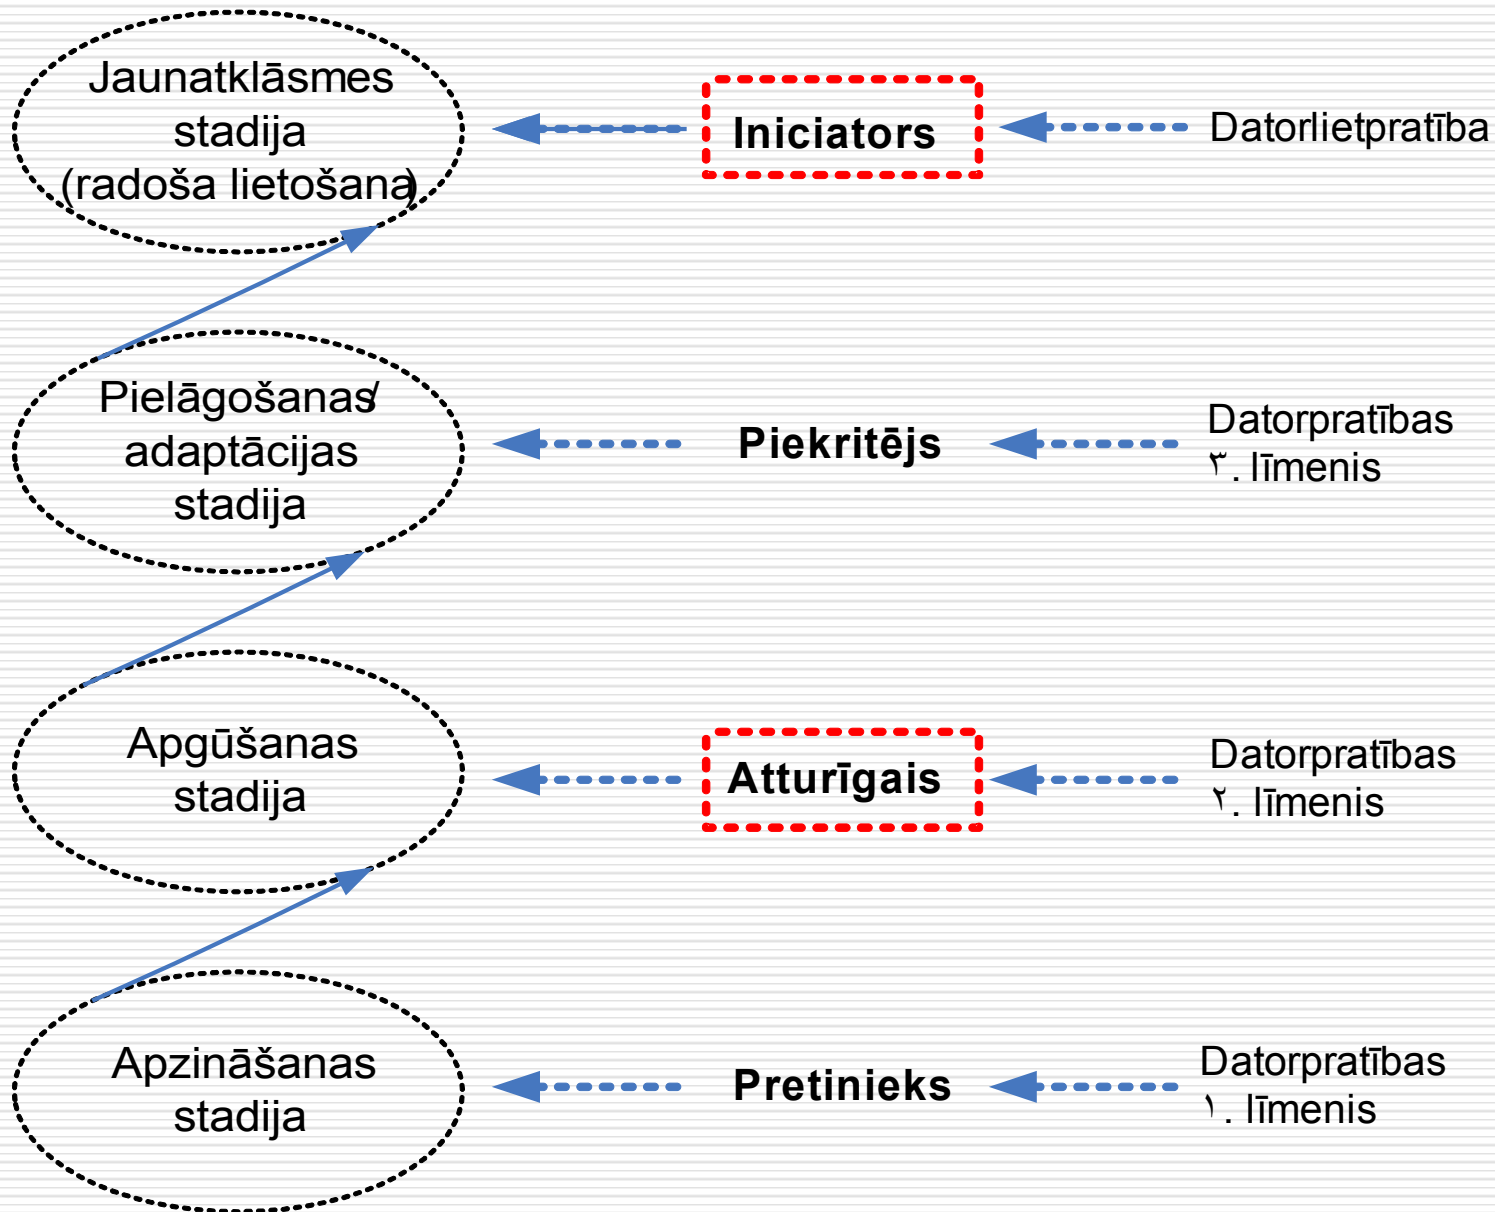 Jaunatklāsmes
stadija
(radoša lietošana)
Iniciators
Datorlietpratība
Pielāgošanas/
adaptācijas
stadija
Piekritējs
Datorpratības
٣. līmenis
Apgūšanas
stadija
Atturīgais
Datorpratības
٢. līmenis
Apzināšanas
stadija
Pretinieks
Datorpratības
١. līmenis